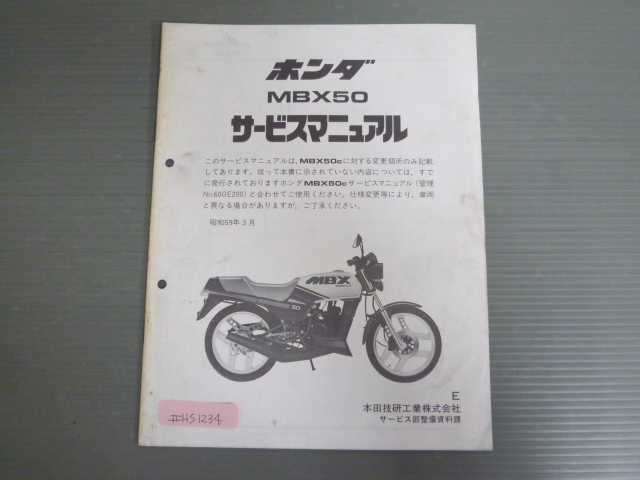 ホンダ
MBX50
サービスマニュアル
このサービスマニュアルは、MBX50cに対する変更個所のみ記載
してあります。従って本書に示されていない内容については、すで
に発行されておりますホンダMBX50cサービスマニュアル（管理
No.60GE200）と合わせてご使用ください。仕様変更等により、車両
と異なる場合がありますが。ご了承ください。
昭和59年3月
MBX
50
E
本田技研工業株式会社
サービス部整備資料課
#HS1234